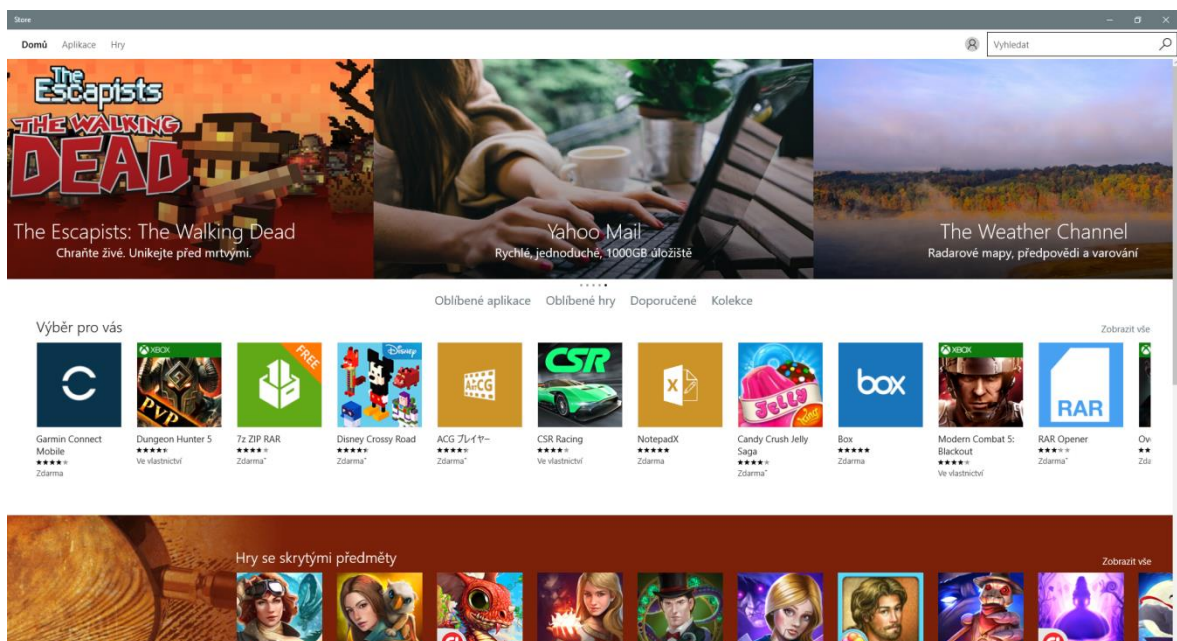 Store
Domů Aplikace Hry
Vyhledat
The Escapists
THE WALKING
DEAD
The Escapists: The Walking Dead
Chraňte živé. Unikejte před mrtvými.
Yahoo Mail
Rychlé, jednoduché, 1000GB úložiště
The Weather Channel
Radarové mapy, předpovědi a varování
Oblíbené aplikace Oblíbené hry Doporučené Kolekce
Výběr pro vás
Zobrazit vše
XBOX
PVP
FREE
Disney
CSR
Jelly
box
XBOX
RAR
Garmin Connect
Mobile
Zdarma
Dungeon Hunter 5
Ve vlastnictví
7z ZIP RAR
Zdarma*
Disney Crossy Road
Zdarma*
ACG プレイヤー
Zdarma*
CSR Racing
Ve vlastnictví
NotepadX
Zdarma
Candy Crush Jelly
Saga
Zdarma*
Box
Zdarma
Modern Combat 5:
Blackout
Ve vlastnictví
RAR Opener
Zdarma*
Hry se skrytými předměty
Zobrazit vše